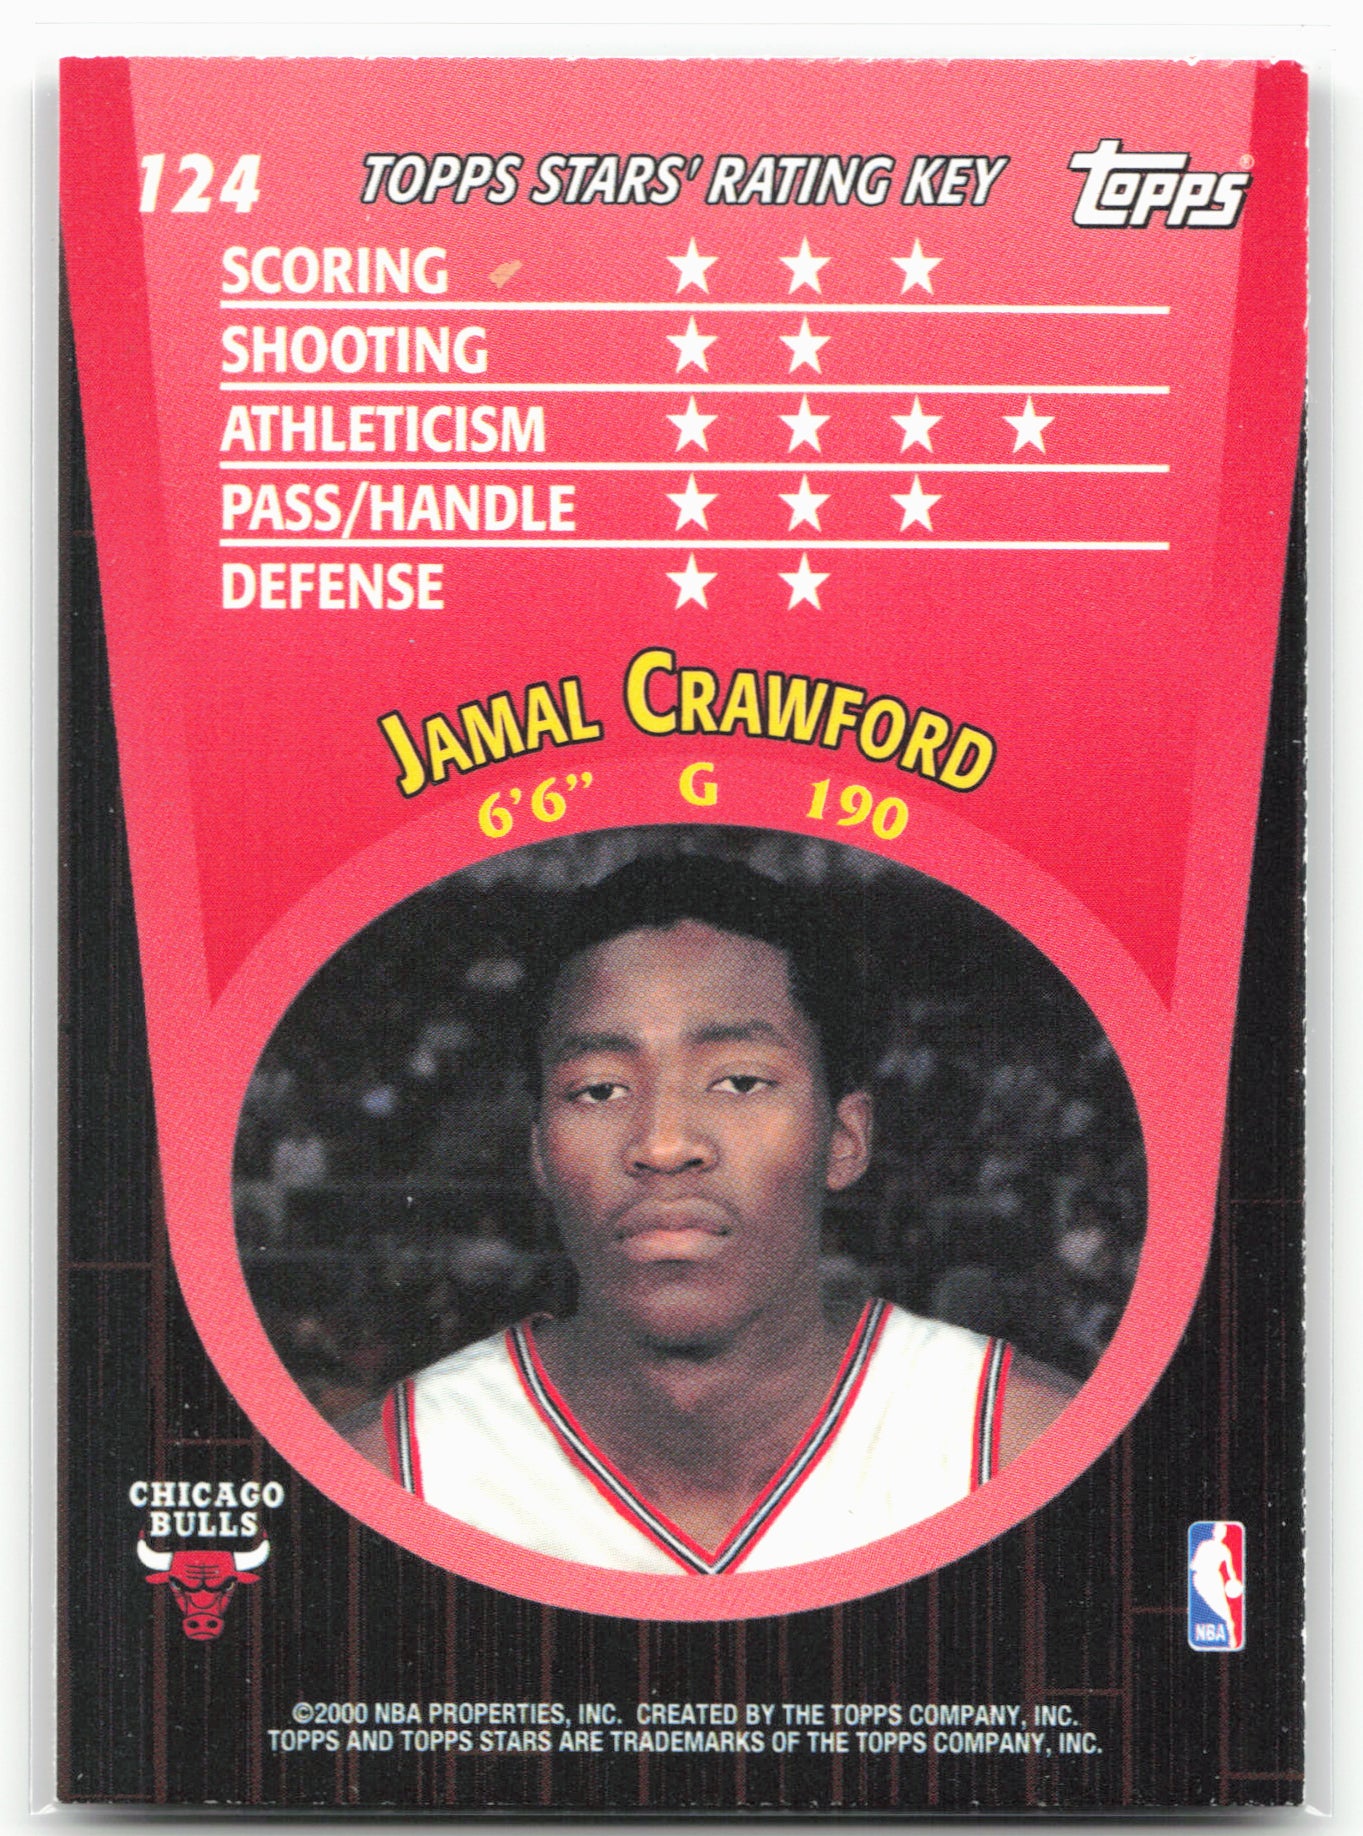 124 TOPPS STARS' RATING KEY Topps®
SCORING ★ ★ ★
SHOOTING ★ ★
ATHLETICISM ★ ★ ★ ★
PASS/HANDLE ★ ★ ★
DEFENSE ★ ★
JAMAL CRAWFORD
6'6" G 190
CHICAGO
BULLS
NBA
©2000 NBA PROPERTIES, INC. CREATED BY THE TOPPS COMPANY, INC.
TOPPS AND TOPPS STARS ARE TRADEMARKS OF THE TOPPS COMPANY, INC.